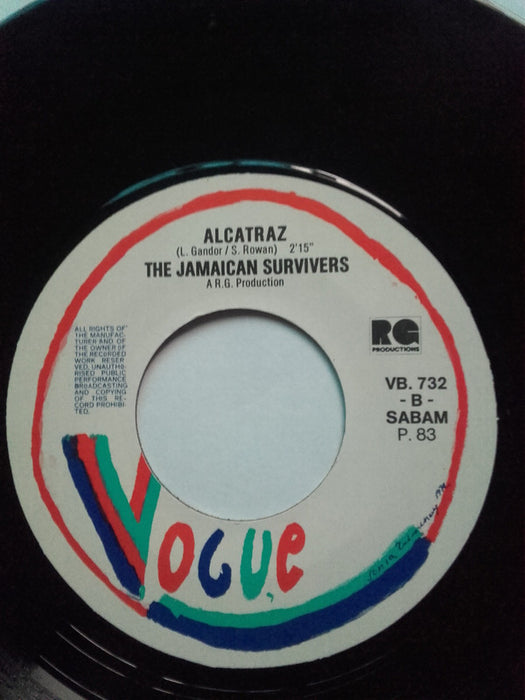 ALCATRAZ
(L. Gandor / S. Rowan) 2'15"
THE JAMAICAN SURVIVERS
A R.G. Production
ALL RIGHTS OF
THE MANUFAC-
TURER AND OF
THE OWNER OF
THE RECORDED
WORK RESER
VED. UNAUTHO-
RISED PUBLIC
PERFORMANCE
BROADCASTING
AND COPYING
OF THIS RE-
CORD PROHIBI-
TED.
RG
PRODUCTIONS
VB. 732
- B -
SABAM
P. 83
VOGUE